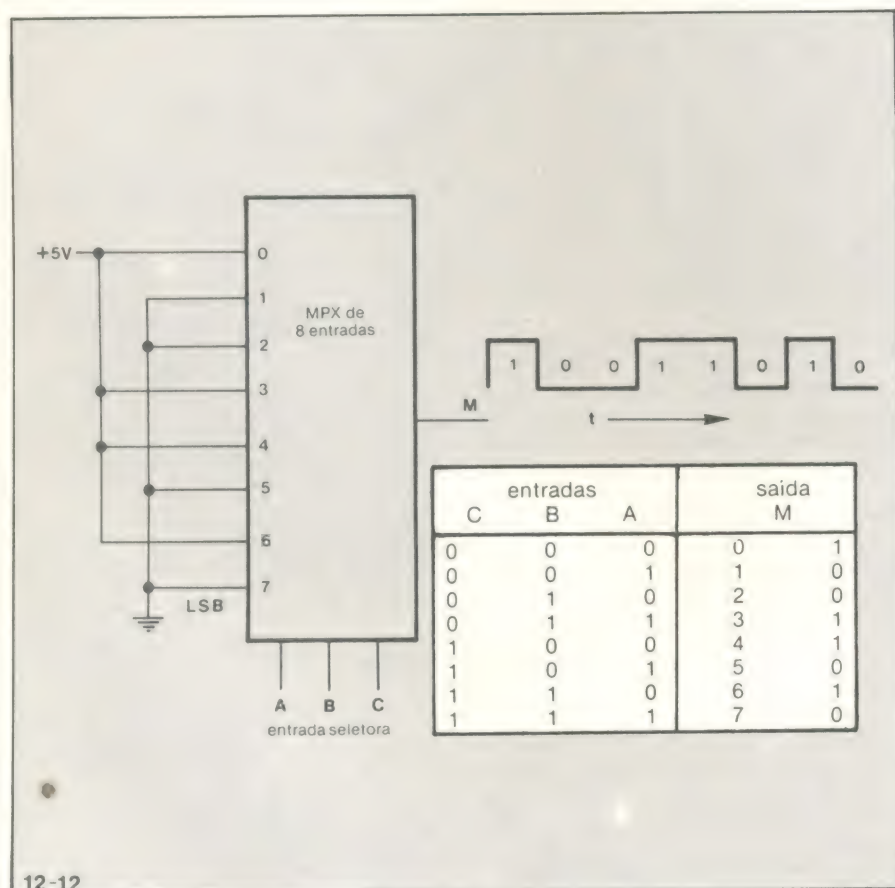 +5V
0
1
2
3
4
5
6
7
MPX de
8 entradas
LSB
A B C
entrada seletora
M
1 0 0 1 1 0 1 0
t
entradas saida
C B A M
0 0 0 0 1
0 0 1 1 0
0 1 0 2 0
0 1 1 3 1
1 0 0 4 1
1 0 1 5 0
1 1 0 6 1
1 1 1 7 0
12-12